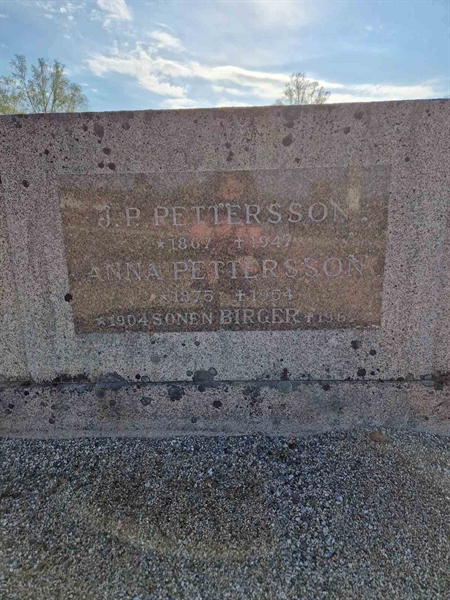 J.P. PETTERSSON
*1867 +1947
ANNA PETTERSSON
*1875 +1954
*1904 SONEN BIRGER